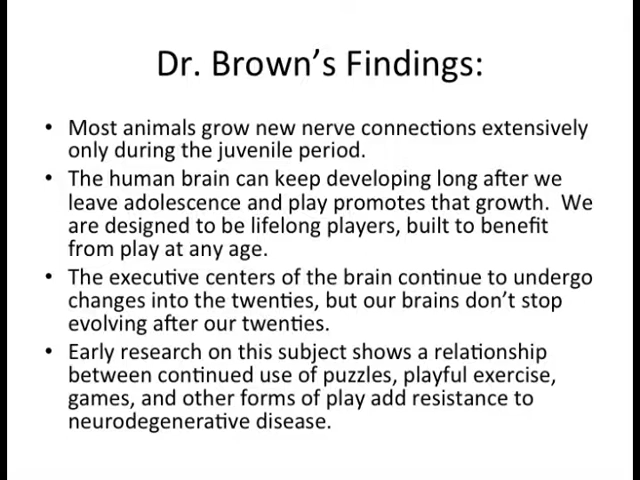 Dr. Brown’s Findings:
• Most animals grow new nerve connections extensively
only during the juvenile period.
• The human brain can keep developing long after we
leave adolescence and play promotes that growth.  We
are designed to be lifelong players, built to benefit
from play at any age.
• The executive centers of the brain continue to undergo
changes into the twenties, but our brains don’t stop
evolving after our twenties.
• Early research on this subject shows a relationship
between continued use of puzzles, playful exercise,
games, and other forms of play add resistance to
neurodegenerative disease.